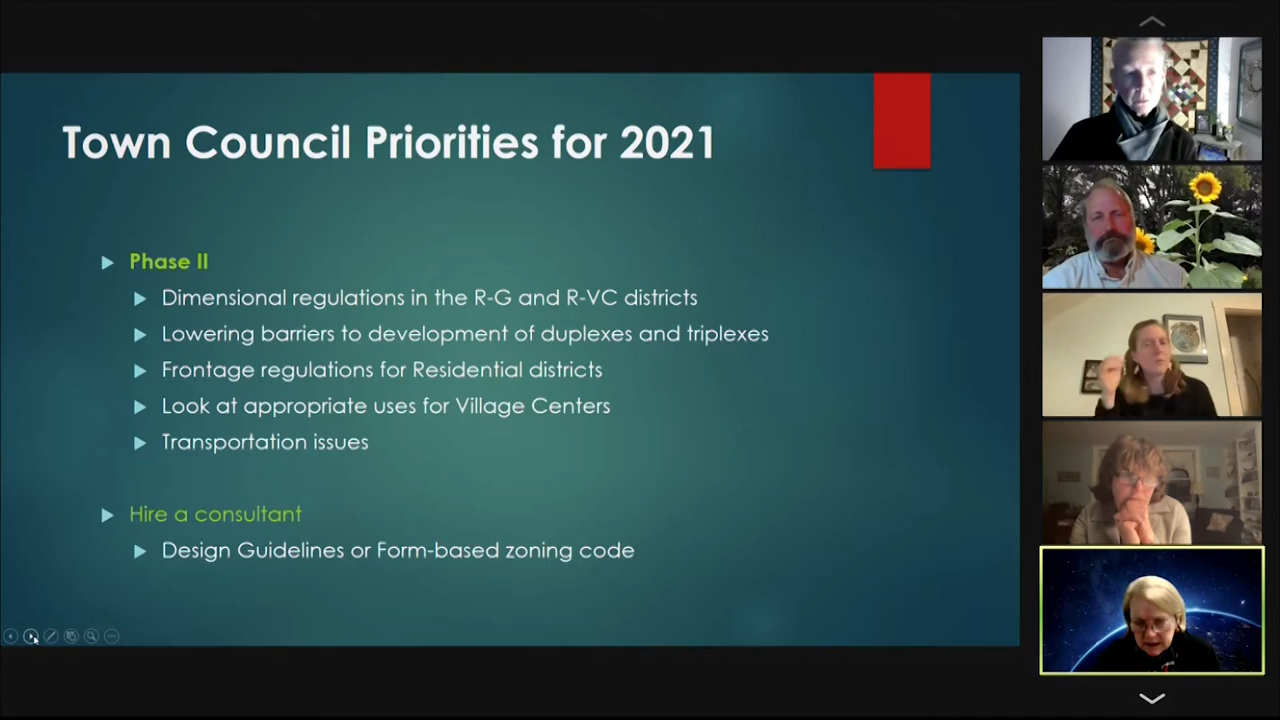 Town Council Priorities for 2021
Phase II
Dimensional regulations in the R-G and R-VC districts
Lowering barriers to development of duplexes and triplexes
Frontage regulations for Residential districts
Look at appropriate uses for Village Centers
Transportation issues
Hire a consultant
Design Guidelines or Form-based zoning code